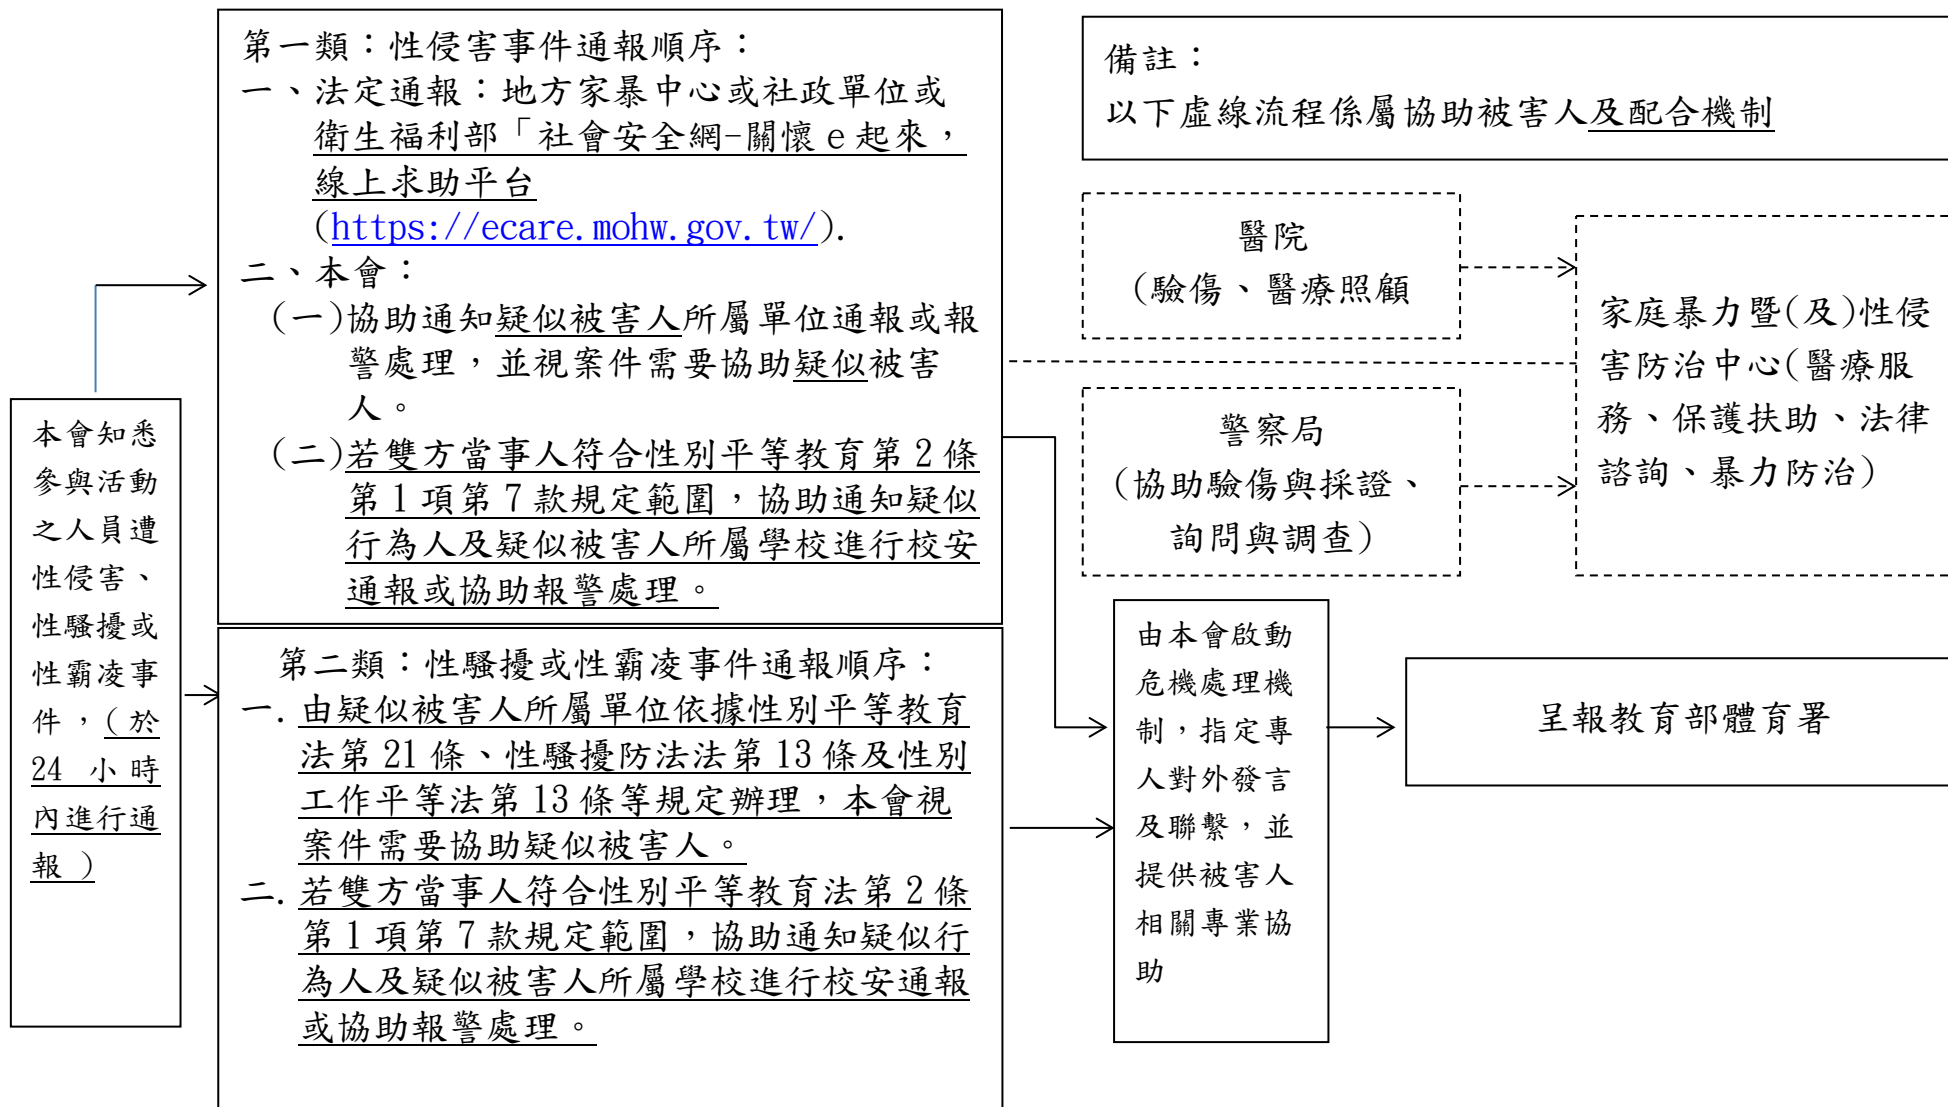 本會知悉
參與活動
之人員遭
性侵害、
性騷擾或
性霸凌事
件，(於
24 小時
內進行通
報)
第一類：性侵害事件通報順序：
一、法定通報：地方家暴中心或社政單位或
衛生福利部「社會安全網-關懷 e 起來，
線上求助平台
(https://ecare.mohw.gov.tw/).
二、本會：
(一)協助通知疑似被害人所屬單位通報或報
警處理，並視案件需要協助疑似被害
人。
(二)若雙方當事人符合性別平等教育第 2 條
第 1 項第 7 款規定範圍，協助通知疑似
行為人及疑似被害人所屬學校進行校安
通報或協助報警處理。
第二類：性騷擾或性霸凌事件通報順序：
一. 由疑似被害人所屬單位依據性別平等教育
法第 21 條、性騷擾防法法第 13 條及性別
工作平等法第 13 條等規定辦理，本會視
案件需要協助疑似被害人。
二. 若雙方當事人符合性別平等教育法第 2 條
第 1 項第 7 款規定範圍，協助通知疑似行
為人及疑似被害人所屬學校進行校安通報
或協助報警處理。
備註：
以下虛線流程係屬協助被害人及配合機制
醫院
(驗傷、醫療照顧
警察局
(協助驗傷與採證、
詢問與調查)
家庭暴力暨(及)性侵
害防治中心(醫療服
務、保護扶助、法律
諮詢、暴力防治)
由本會啟動
危機處理機
制，指定專
人對外發言
及聯繫，並
提供被害人
相關專業協
助
呈報教育部體育署